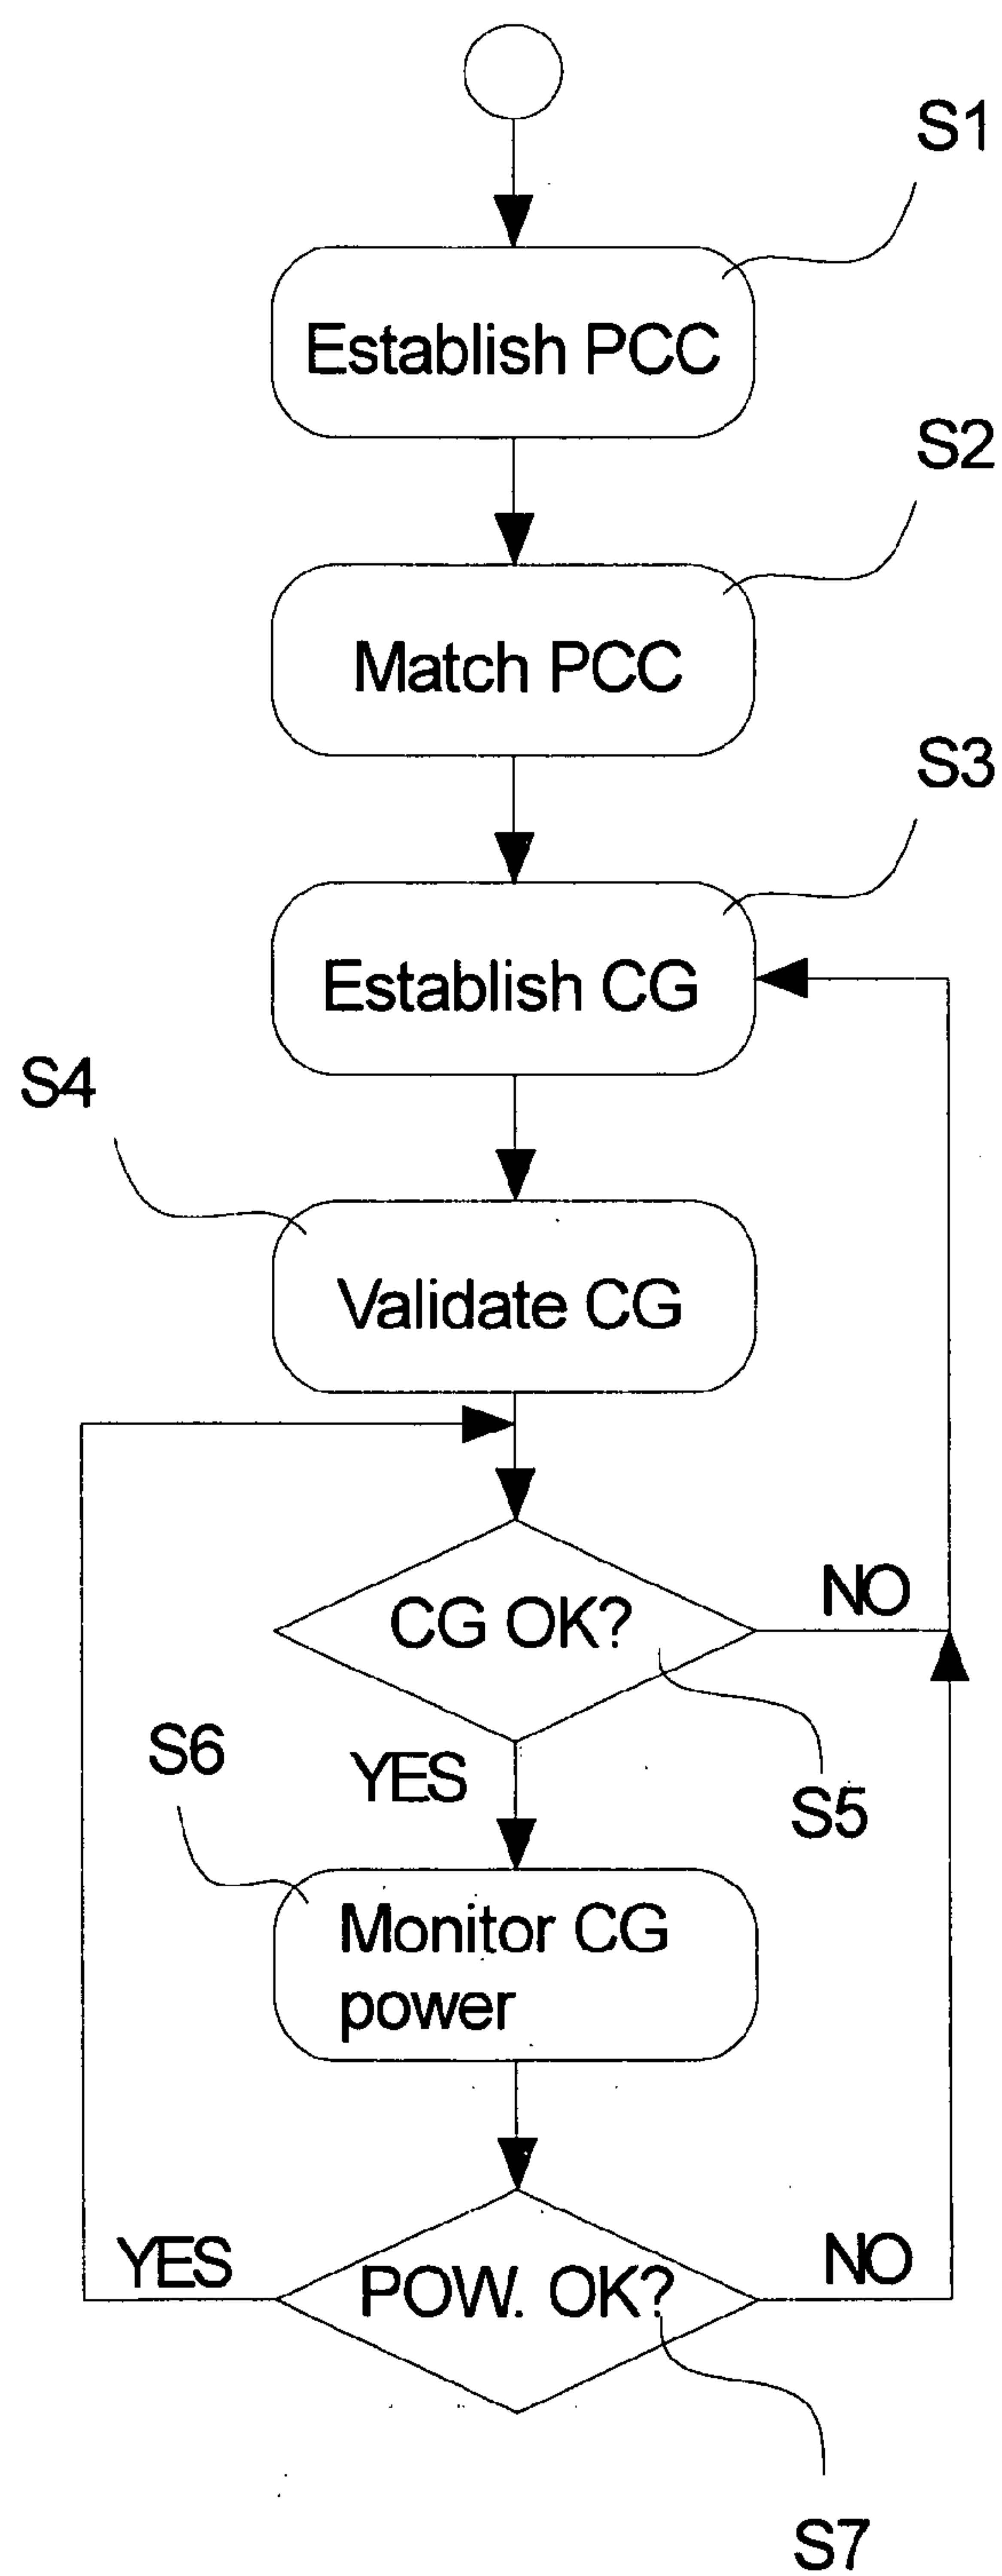 S1
Establish PCC
S2
Match PCC
S3
Establish CG
S4
Validate CG
CG OK?
NO
S5
YES
S6
Monitor CG
power
POW. OK?
YES
NO
S7